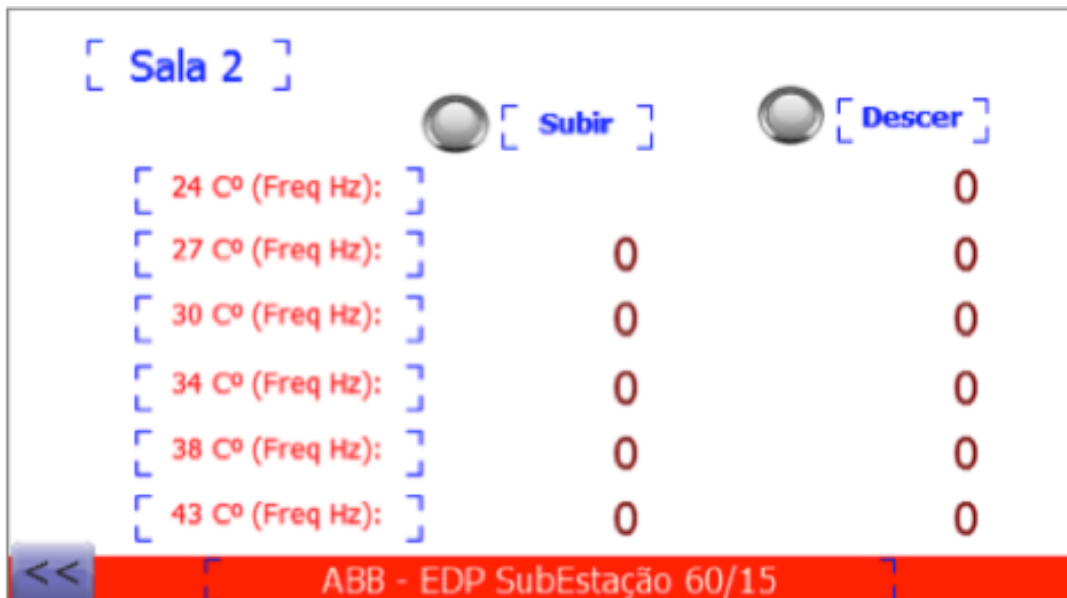 Sala 2
Subir Descer
24 Cº (Freq Hz): 0
27 Cº (Freq Hz): 0 0
30 Cº (Freq Hz): 0 0
34 Cº (Freq Hz): 0 0
38 Cº (Freq Hz): 0 0
43 Cº (Freq Hz): 0 0
<< ABB - EDP SubEstação 60/15